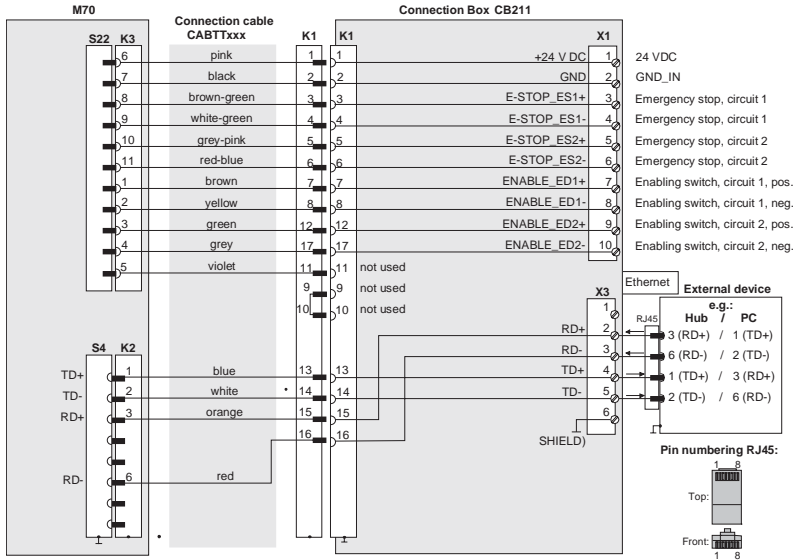 M70
Connection cable
CABTTxxx
Connection Box CB211
S22 K3 K1 K1 X1
6 pink 1 1 +24 V DC 1 24 VDC
7 black 2 2 GND 2 GND_IN
8 brown-green 3 3 E-STOP_ES1+ 3 Emergency stop, circuit 1
9 white-green 4 4 E-STOP_ES1- 4 Emergency stop, circuit 1
10 grey-pink 5 5 E-STOP_ES2+ 5 Emergency stop, circuit 2
11 red-blue 6 6 E-STOP_ES2- 6 Emergency stop, circuit 2
1 brown 7 7 ENABLE_ED1+ 7 Enabling switch, circuit 1, pos.
2 yellow 8 8 ENABLE_ED1- 8 Enabling switch, circuit 1, neg.
3 green 12 12 ENABLE_ED2+ 9 Enabling switch, circuit 2, pos.
4 grey 17 17 ENABLE_ED2- 10 Enabling switch, circuit 2, neg.
5 violet 11 11 not used
9 9 not used
10 10 not used
Ethernet
External device
e.g.:
X3 RJ45 Hub / PC
1
RD+ 2 3 (RD+) / 1 (TD+)
RD- 3 6 (RD-) / 2 (TD-)
TD+ 4 1 (TD+) / 3 (RD+)
TD- 5 2 (TD-) / 6 (RD-)
6
SHIELD)
S4 K2
TD+ 1 blue 13 13
TD- 2 white 14 14
RD+ 3 orange 15 15
16 16
RD- 6 red
Pin numbering RJ45:
1 8
Top:
Front:
1 8